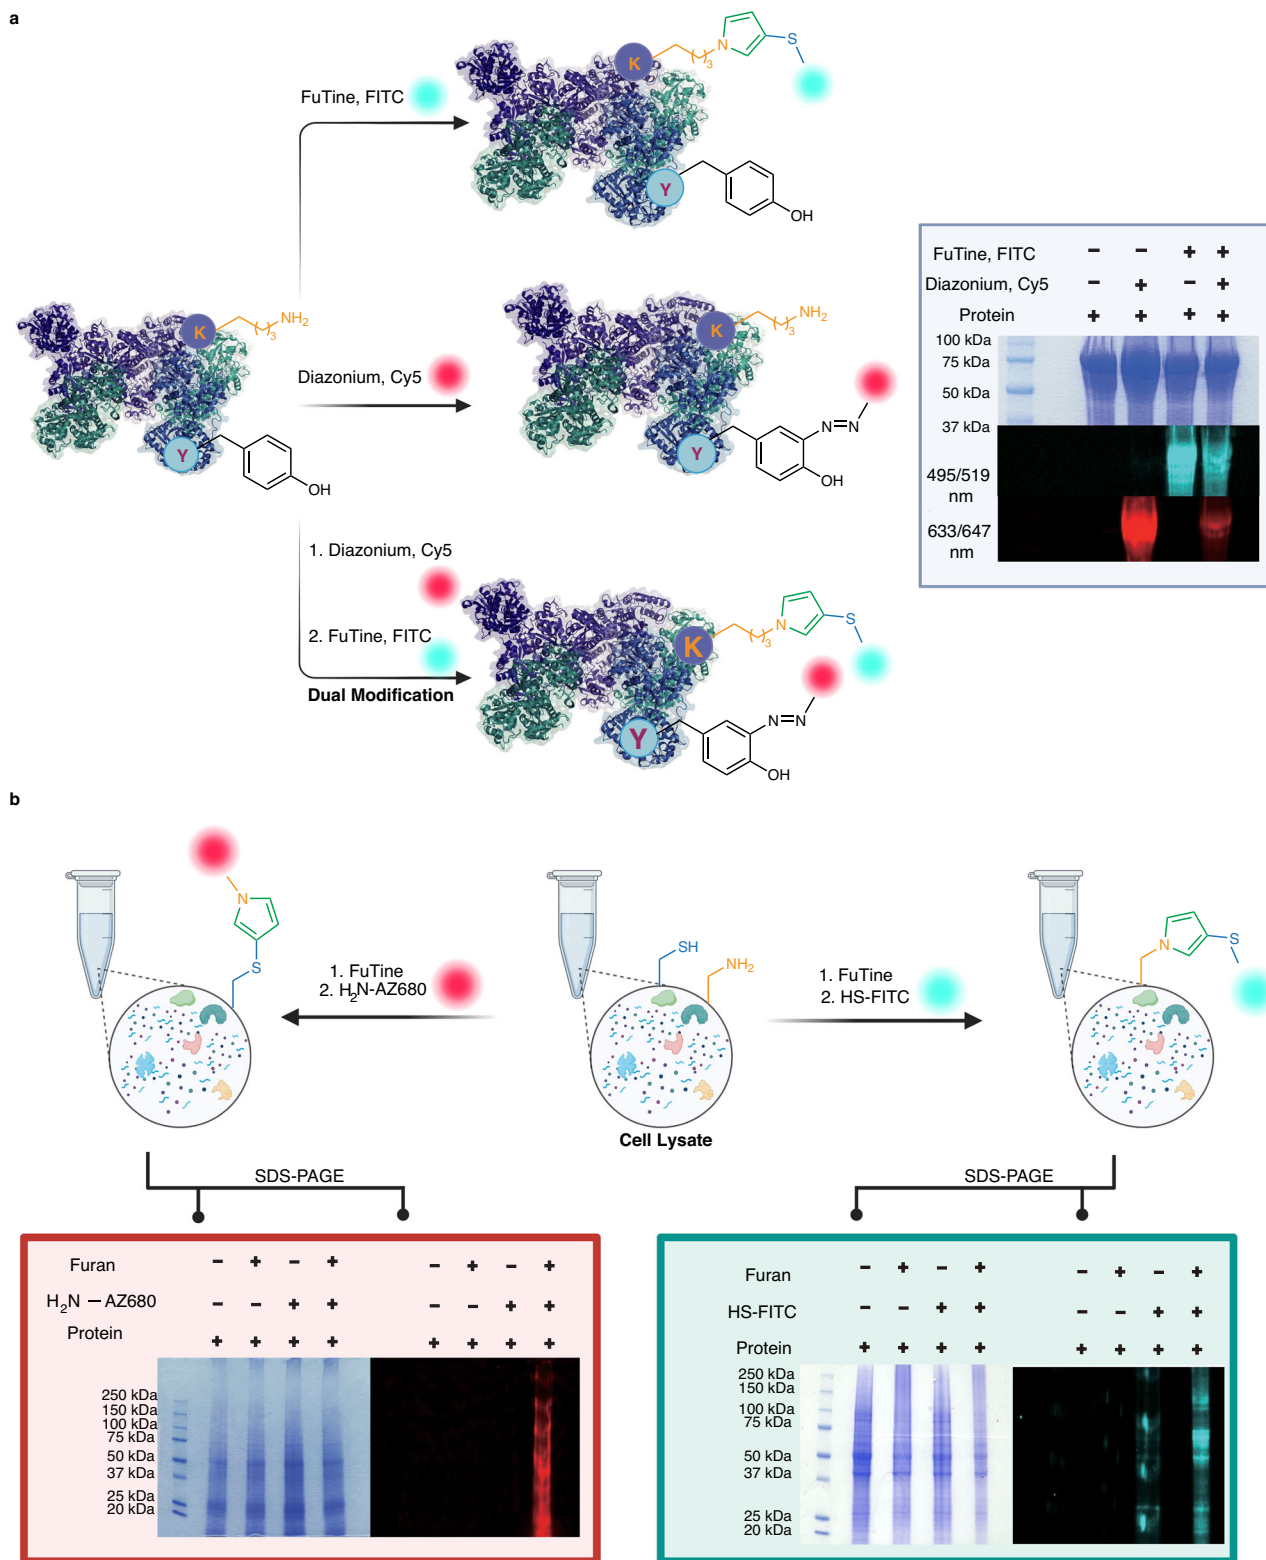 a
K
N
S
3
FuTine, FITC
Y
OH
K
NH2
3
Y
OH
Diazonium, Cy5
K
NH2
3
N=N
Y
OH
FuTine, FITC − − + +
Diazonium, Cy5 − + − +
Protein + + + +
100 kDa
75 kDa
50 kDa
37 kDa
495/519
nm
633/647
nm
1. Diazonium, Cy5
2. FuTine, FITC
Dual Modification
K
N
S
3
N=N
Y
OH
b
N
S
1. FuTine
2. H2N-AZ680
SH
NH2
Cell Lysate
1. FuTine
2. HS-FITC
N
S
SDS-PAGE
SDS-PAGE
Furan − + − + − + − +
H2N − AZ680 − − + + − − + +
Protein + + + + + + + +
250 kDa
150 kDa
100 kDa
75 kDa
50 kDa
37 kDa
25 kDa
20 kDa
Furan − + − + − + − +
HS-FITC − − + + − − + +
Protein + + + + + + + +
250 kDa
150 kDa
100 kDa
75 kDa
50 kDa
37 kDa
25 kDa
20 kDa